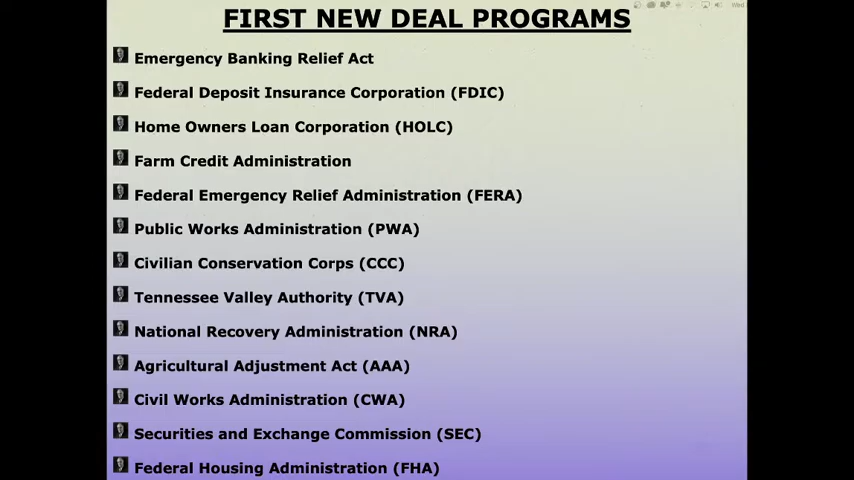 Wed
FIRST NEW DEAL PROGRAMS
Emergency Banking Relief Act
Federal Deposit Insurance Corporation (FDIC)
Home Owners Loan Corporation (HOLC)
Farm Credit Administration
Federal Emergency Relief Administration (FERA)
Public Works Administration (PWA)
Civilian Conservation Corps (CCC)
Tennessee Valley Authority (TVA)
National Recovery Administration (NRA)
Agricultural Adjustment Act (AAA)
Civil Works Administration (CWA)
Securities and Exchange Commission (SEC)
Federal Housing Administration (FHA)